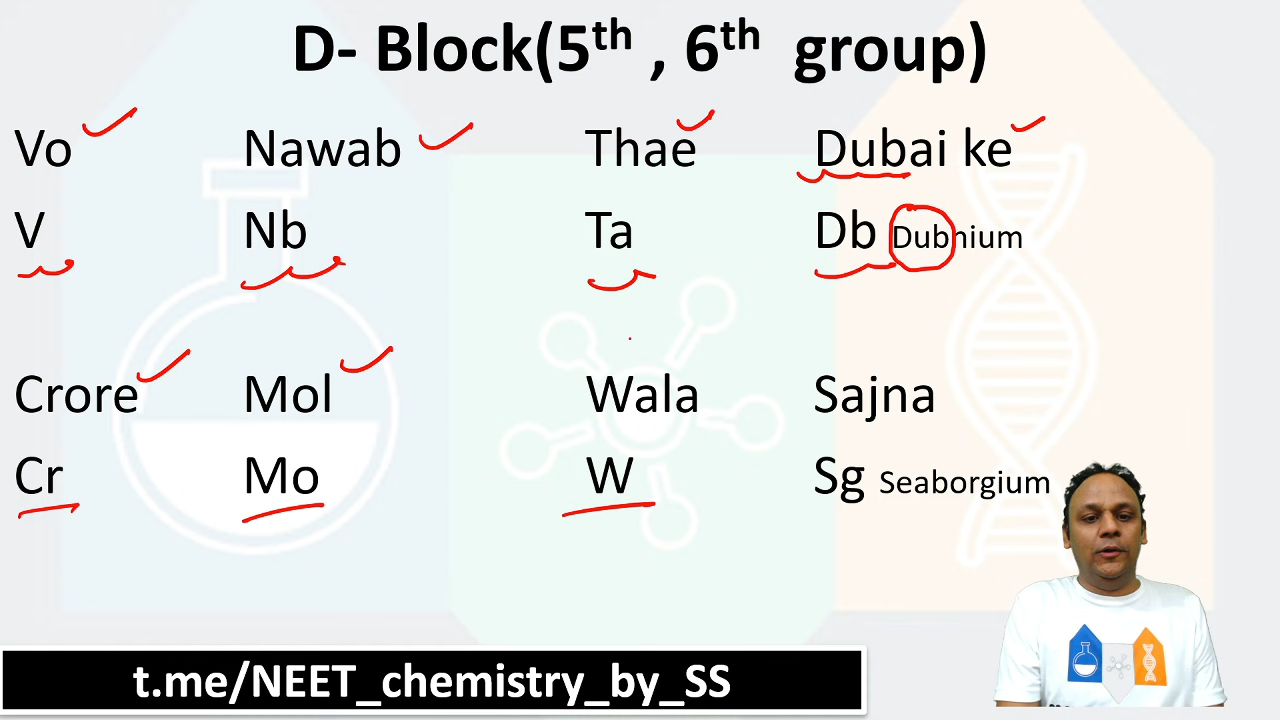 D- Block(5th , 6th group)
Vo Nawab Thae Dubai ke
V Nb Ta Db Dubnium
Crore Mol Wala Sajna
Cr Mo W Sg Seaborgium
t.me/NEET_chemistry_by_SS